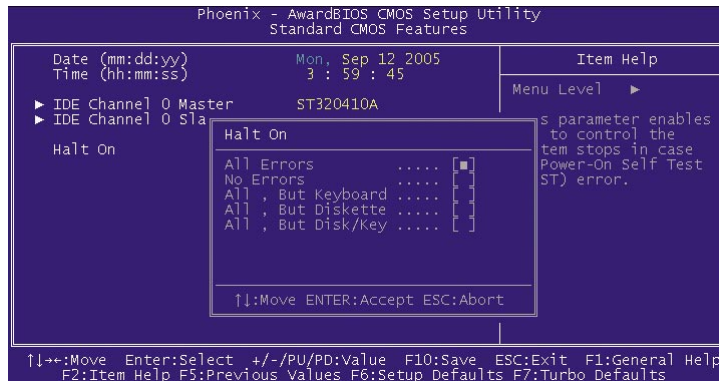 Phoenix - AwardBIOS CMOS Setup Utility
Standard CMOS Features
Date (mm:dd:yy) Mon, Sep 12 2005
Time (hh:mm:ss) 3 : 59 : 45
► IDE Channel 0 Master ST320410A
► IDE Channel 0 Sla
Halt On
Item Help
Menu Level ►
s parameter enables
to control the
tem stops in case
Power-On Self Test
ST) error.
Halt On
All Errors ..... [■]
No Errors ..... [ ]
All , But Keyboard ..... [ ]
All , But Diskette ..... [ ]
All , But Disk/Key ..... [ ]
↑↓:Move ENTER:Accept ESC:Abort
↑↓→←:Move Enter:Select +/-/PU/PD:Value F10:Save ESC:Exit F1:General Help
F2:Item Help F5:Previous Values F6:Setup Defaults F7:Turbo Defaults